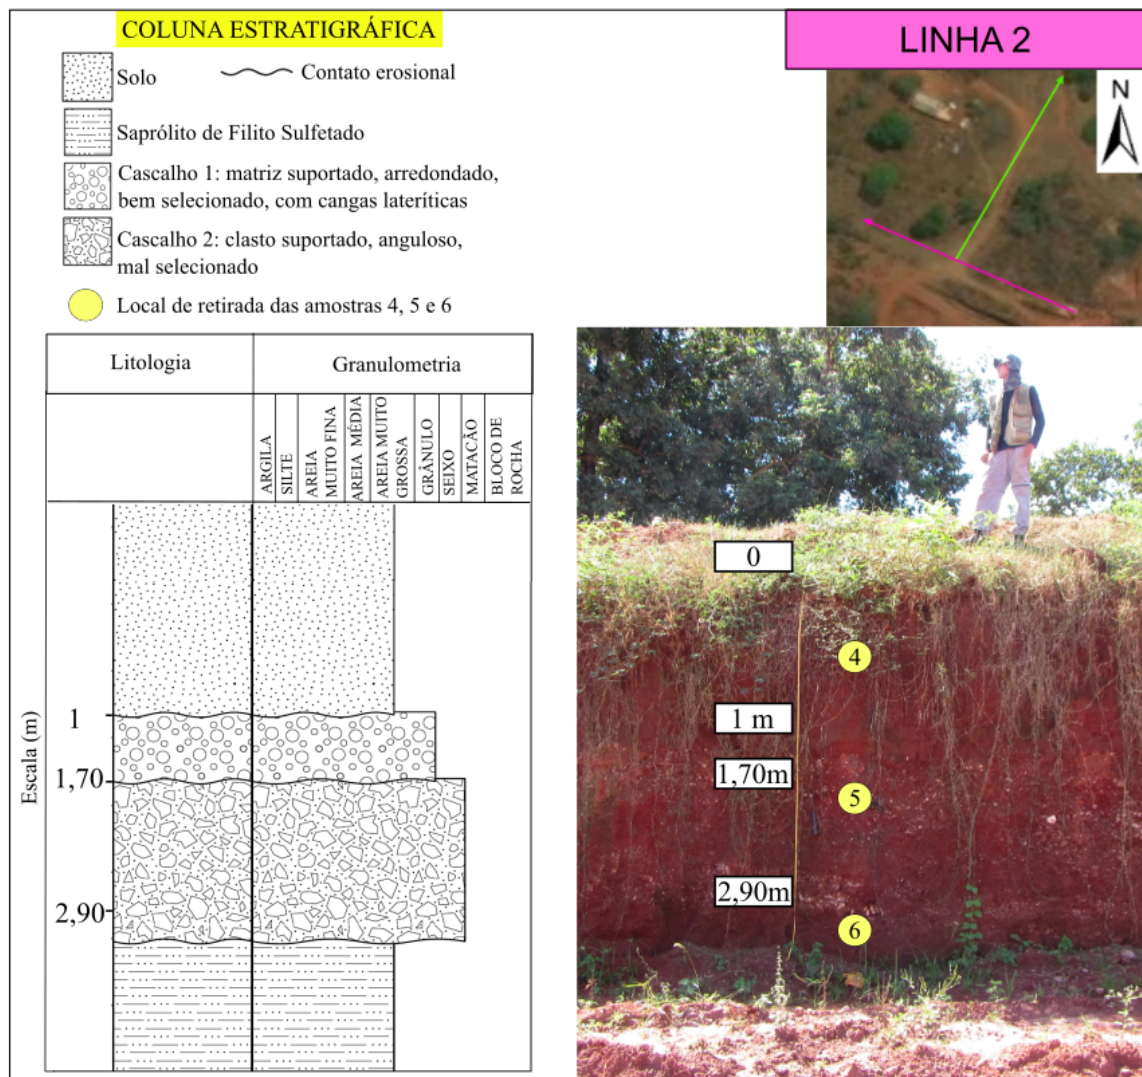 COLUNA ESTRATIGRÁFICA
LINHA 2
Solo
Contato erosional
N
Saprólito de Filito Sulfetado
Cascalho 1: matriz suportado, arredondado,
bem selecionado, com cangas lateríticas
Cascalho 2: clasto suportado, anguloso,
mal selecionado
Local de retirada das amostras 4, 5 e 6
Litologia
Granulometria
ARGILA
SILTE
AREIA
MUITO FINA
AREIA MÉDIA
AREIA MUITO
GROSSA
GRÂNULO
SEIXO
MATACÃO
BLOCO DE
ROCHA
Escala (m)
1
1,70
2,90
0
4
1 m
1,70m
5
2,90m
6